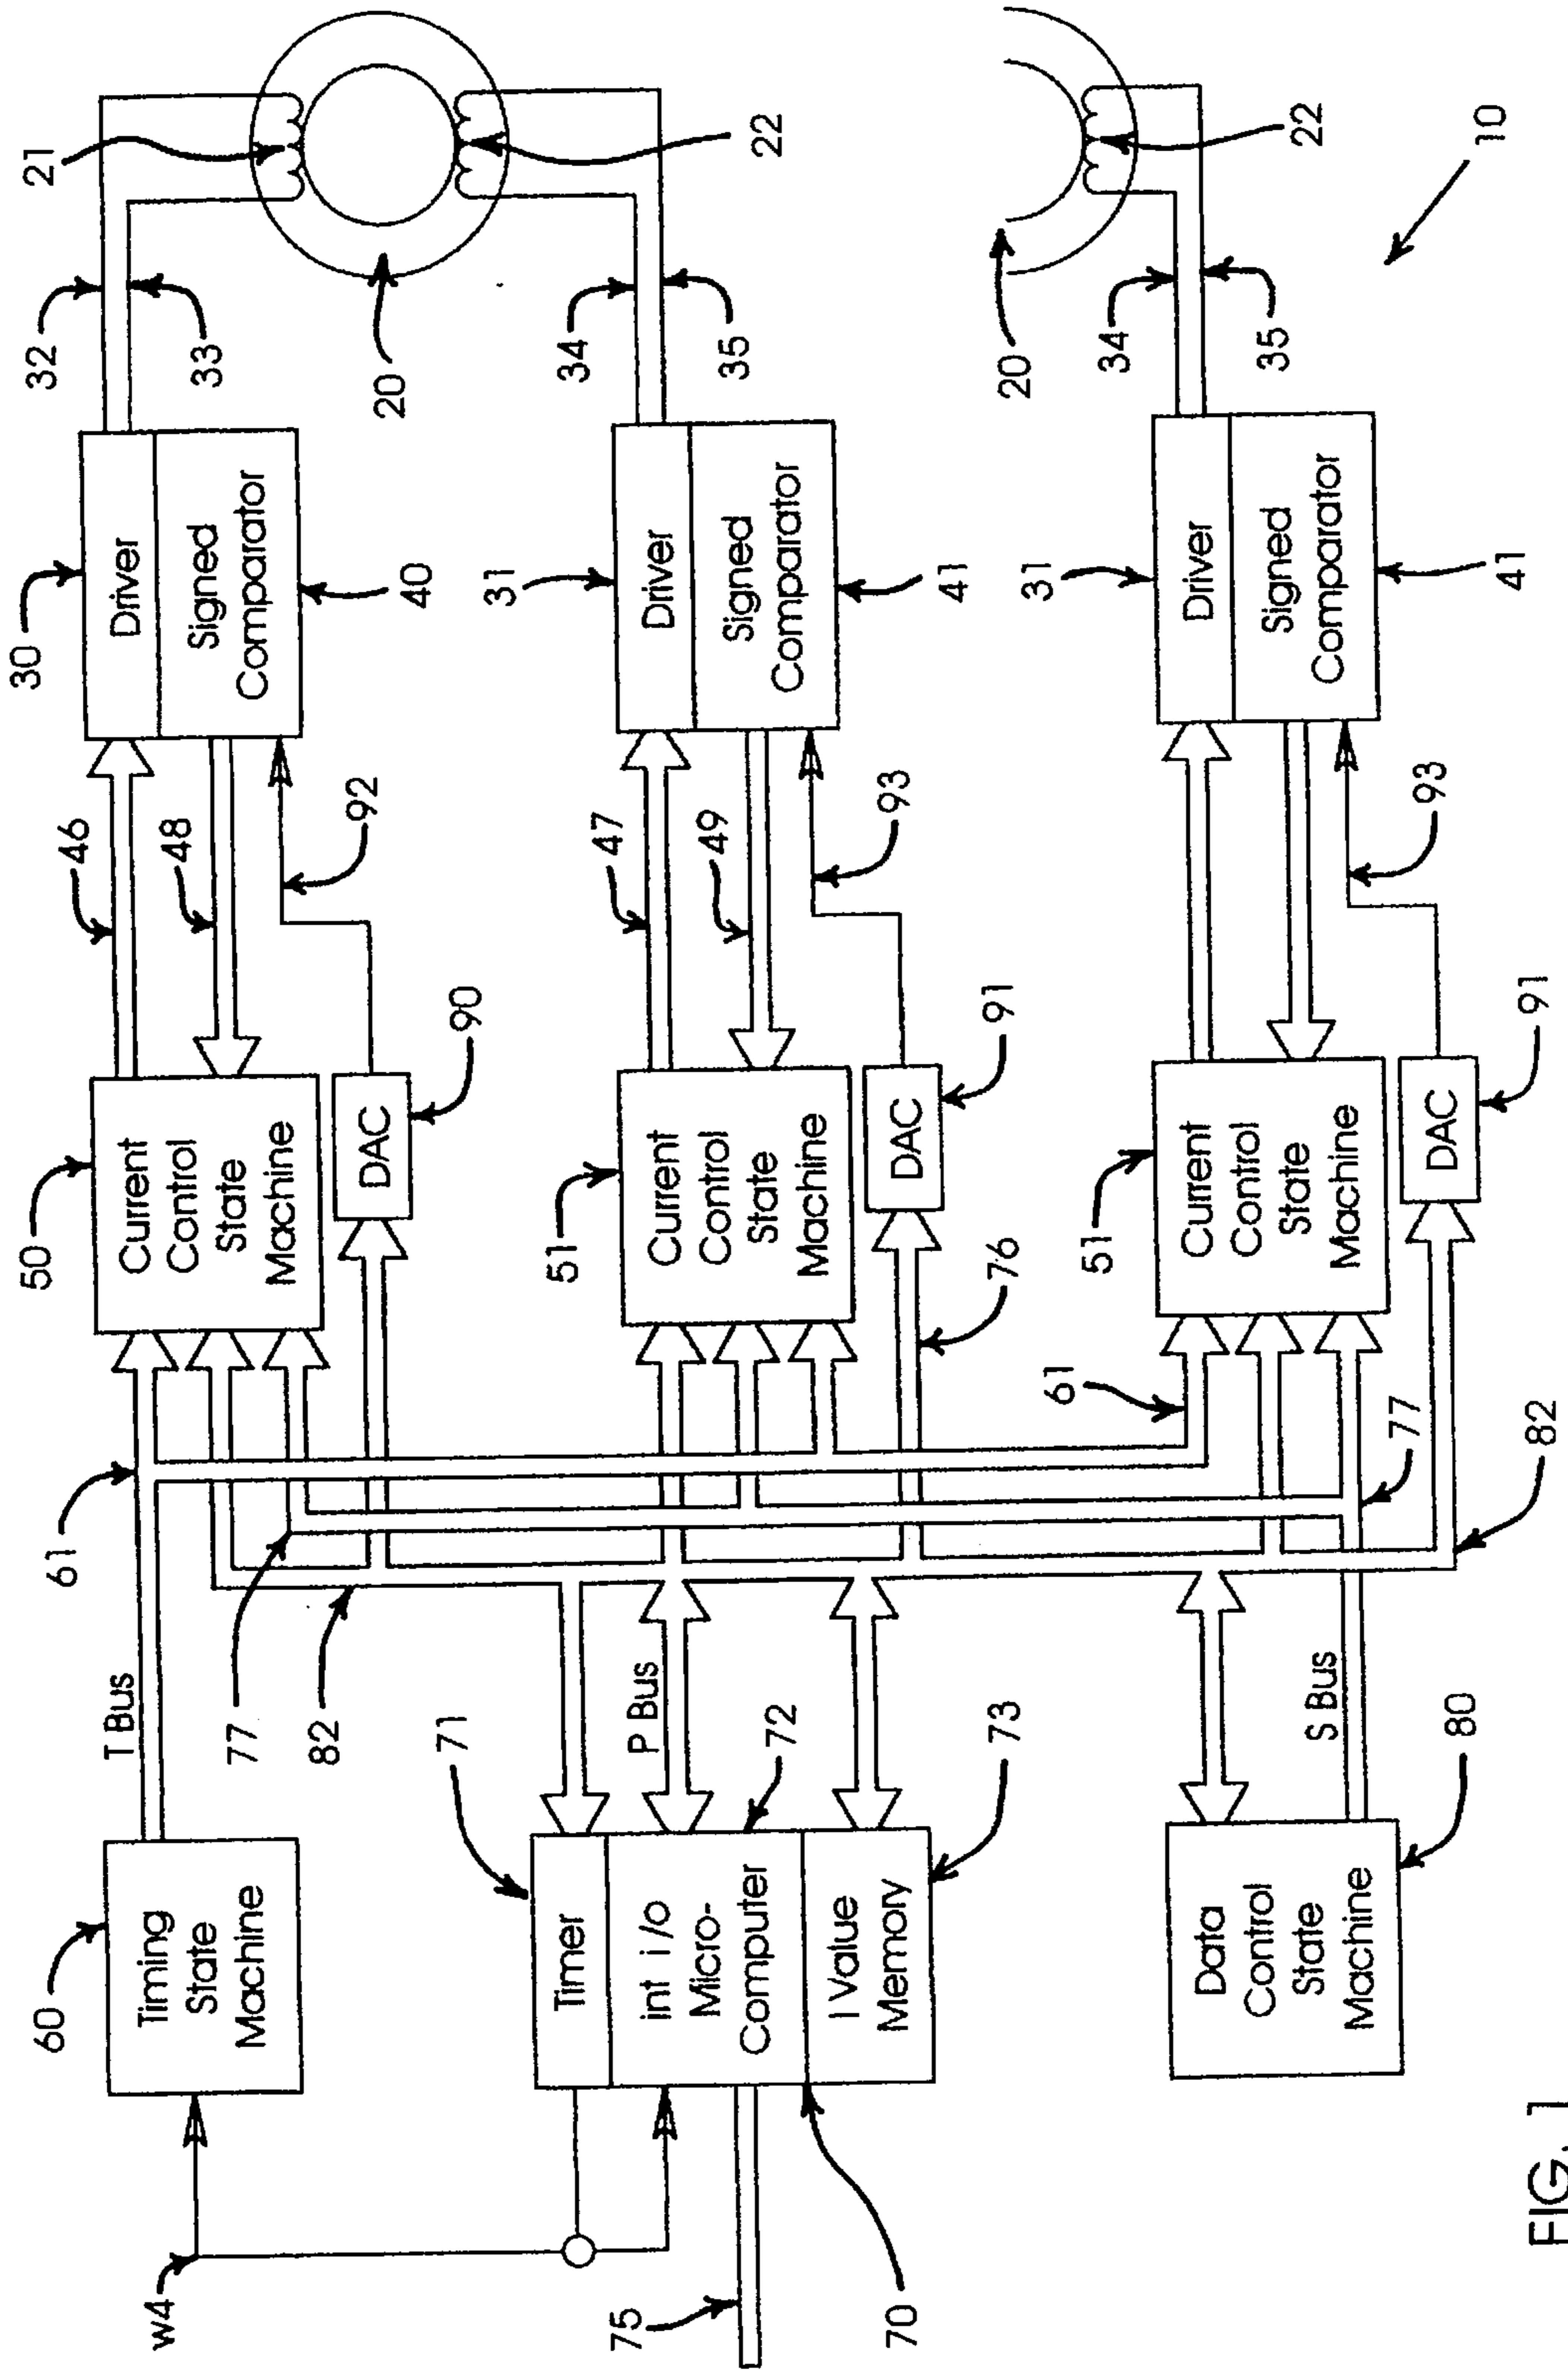 w4
60
Timing
State
Machine
T Bus
61
50
Current
Control
State
Machine
46
48
92
30
Driver
Signed
Comparator
40
32
33
21
20
77
82
90
DAC
75
70
71
Timer
int i/o
Micro-
Computer
I Value
Memory
P Bus
72
73
51
Current
Control
State
Machine
47
49
93
31
Driver
Signed
Comparator
41
34
35
22
76
91
DAC
Data
Control
State
Machine
80
S Bus
61
77
82
51
Current
Control
State
Machine
DAC
91
93
31
Driver
Signed
Comparator
41
34
35
20
22
10
FIG. 1